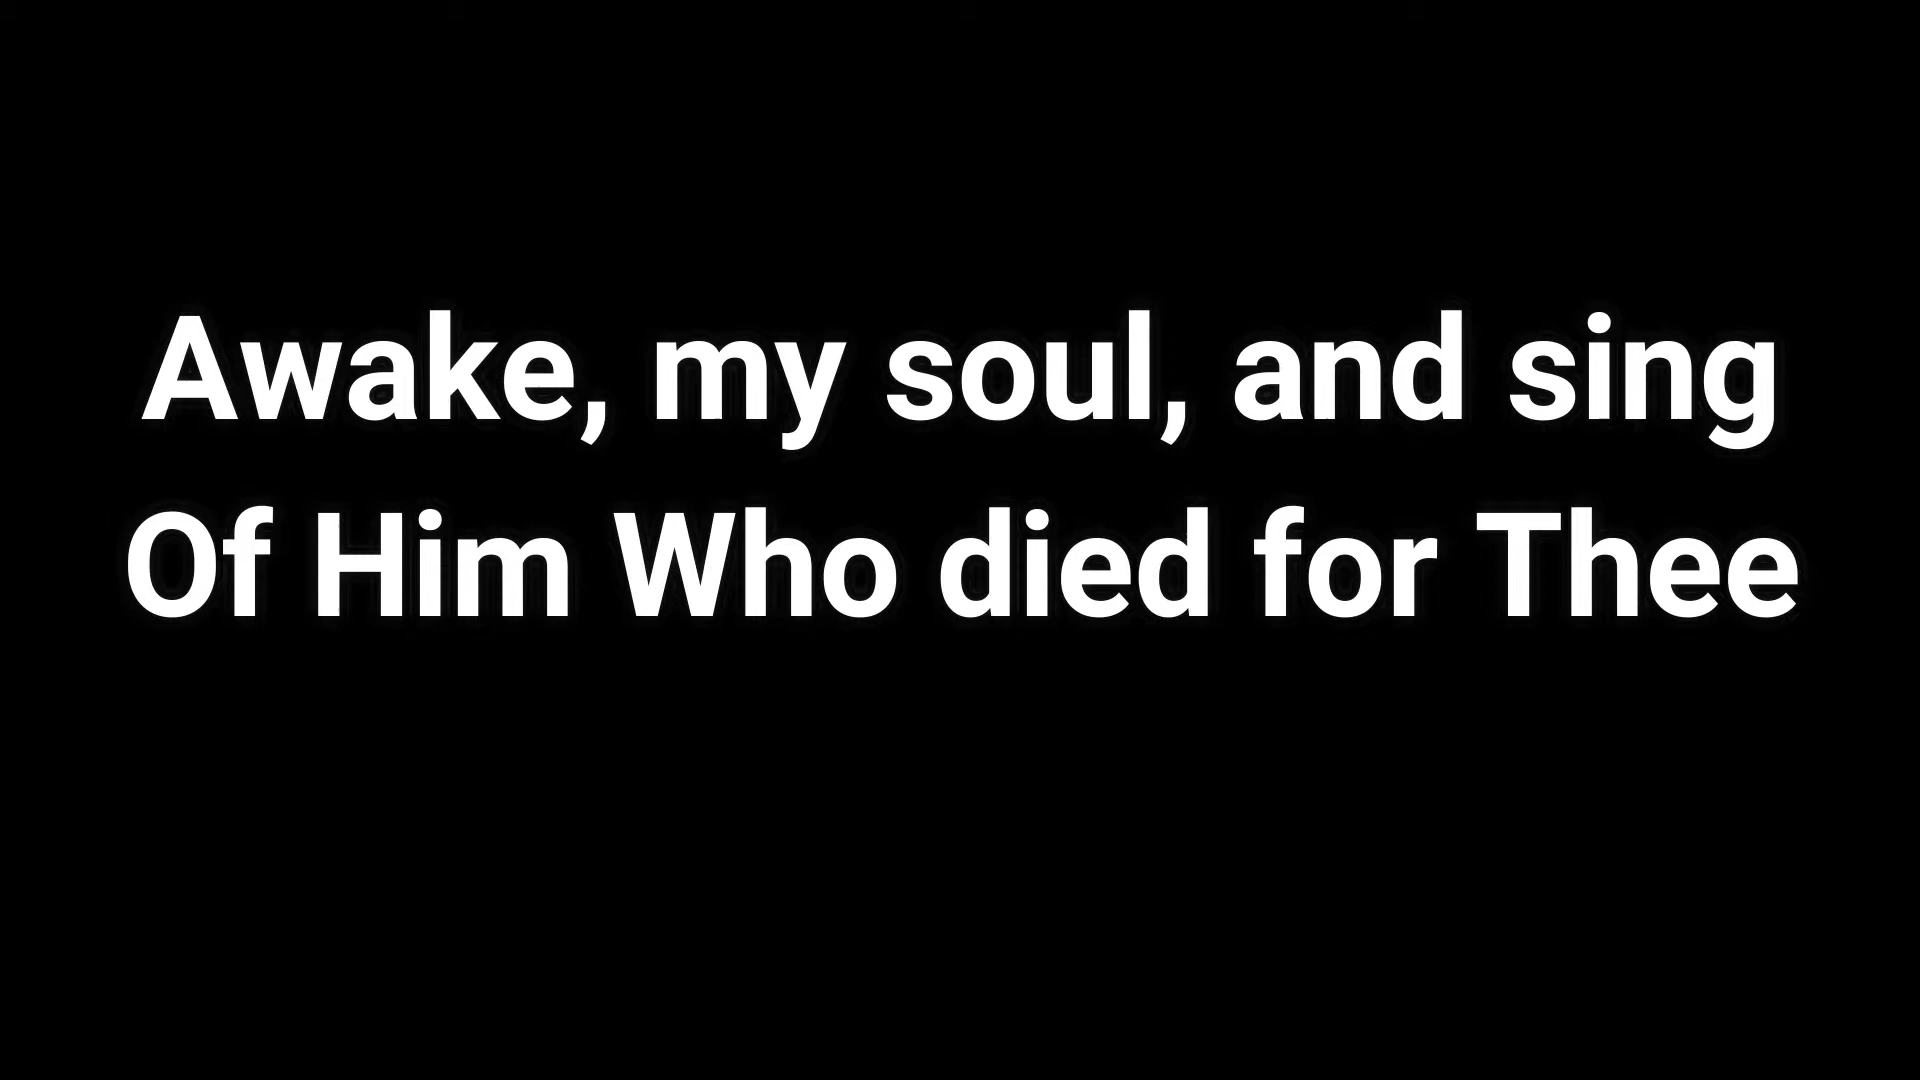 Awake, my soul, and sing
Of Him Who died for Thee